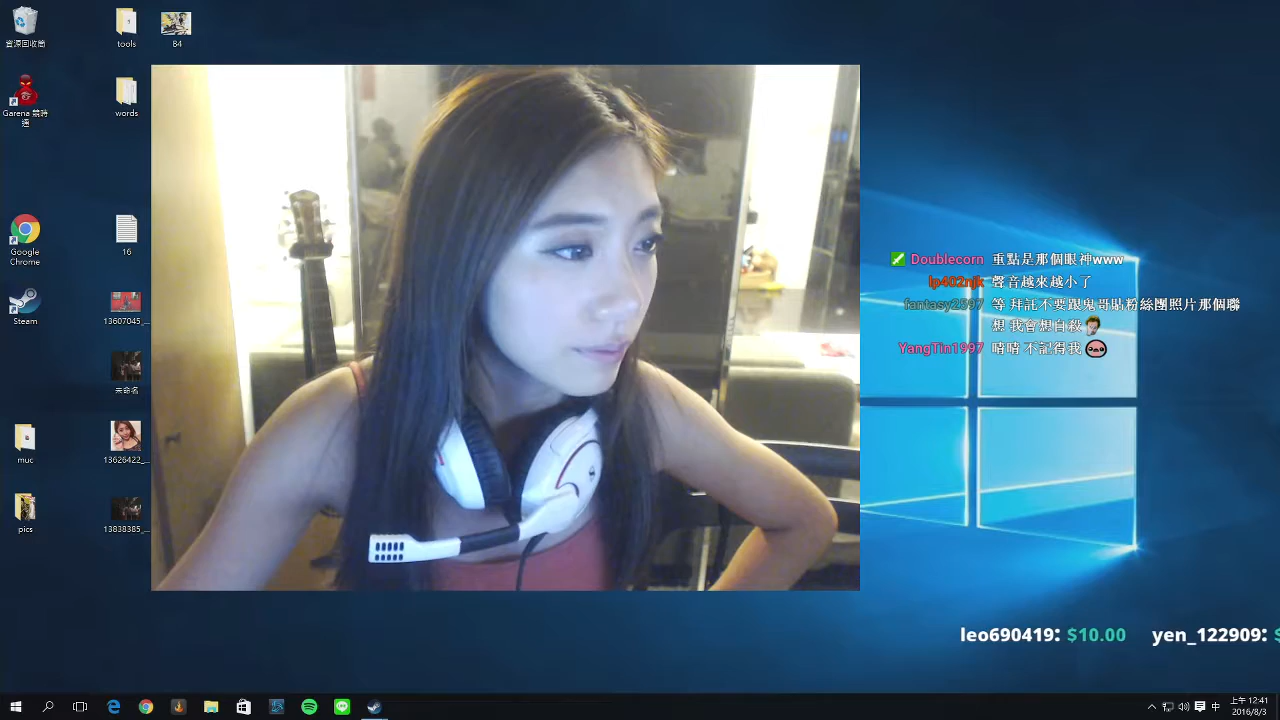 資源回收筒
tools
84
Garena 競時
通
words
Google
Chrome
16
Steam
13607045_...
未命名
muc
13626422_...
pics
13838385_...
Doublecorn 重點是那個眼神www
lp402njk 聲音越來越小了
fantasy2597 等 拜託不要跟鬼哥貼粉絲團照片那個聯
想 我會想自殺
YangTin1997 晴晴 不記得我
leo690419: $10.00 yen_122909: $
中
上午 12:41
2016/8/3